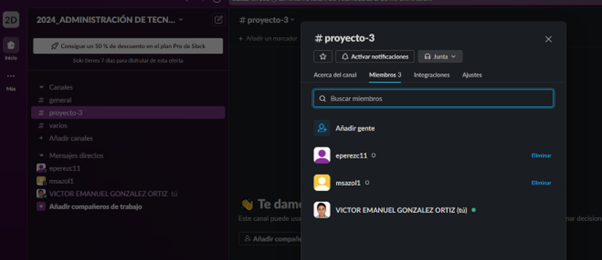 2D
2024_ADMINISTRACIÓN DE TECN...
Consigue un 50 % de descuento en el plan Pro de Slack
Solo tienes 7 días para disfrutar de esta oferta
Inicio
Más
Canales
# general
# proyecto-3
# varios
+ Añadir canales
Mensajes directos
eperezc11
msazol1
VICTOR EMANUEL GONZALEZ ORTIZ tú
Añadir compañeros de trabajo
# proyecto-3
+ Añadir un marcador
👋 Te damo
Este canal puede usa
Añadir compañe
# proyecto-3
Activar notificaciones
Junta
Acerca del canal Miembros 3 Integraciones Ajustes
Buscar miembros
Añadir gente
eperezc11 Eliminar
msazol1 Eliminar
VICTOR EMANUEL GONZALEZ ORTIZ (tú)